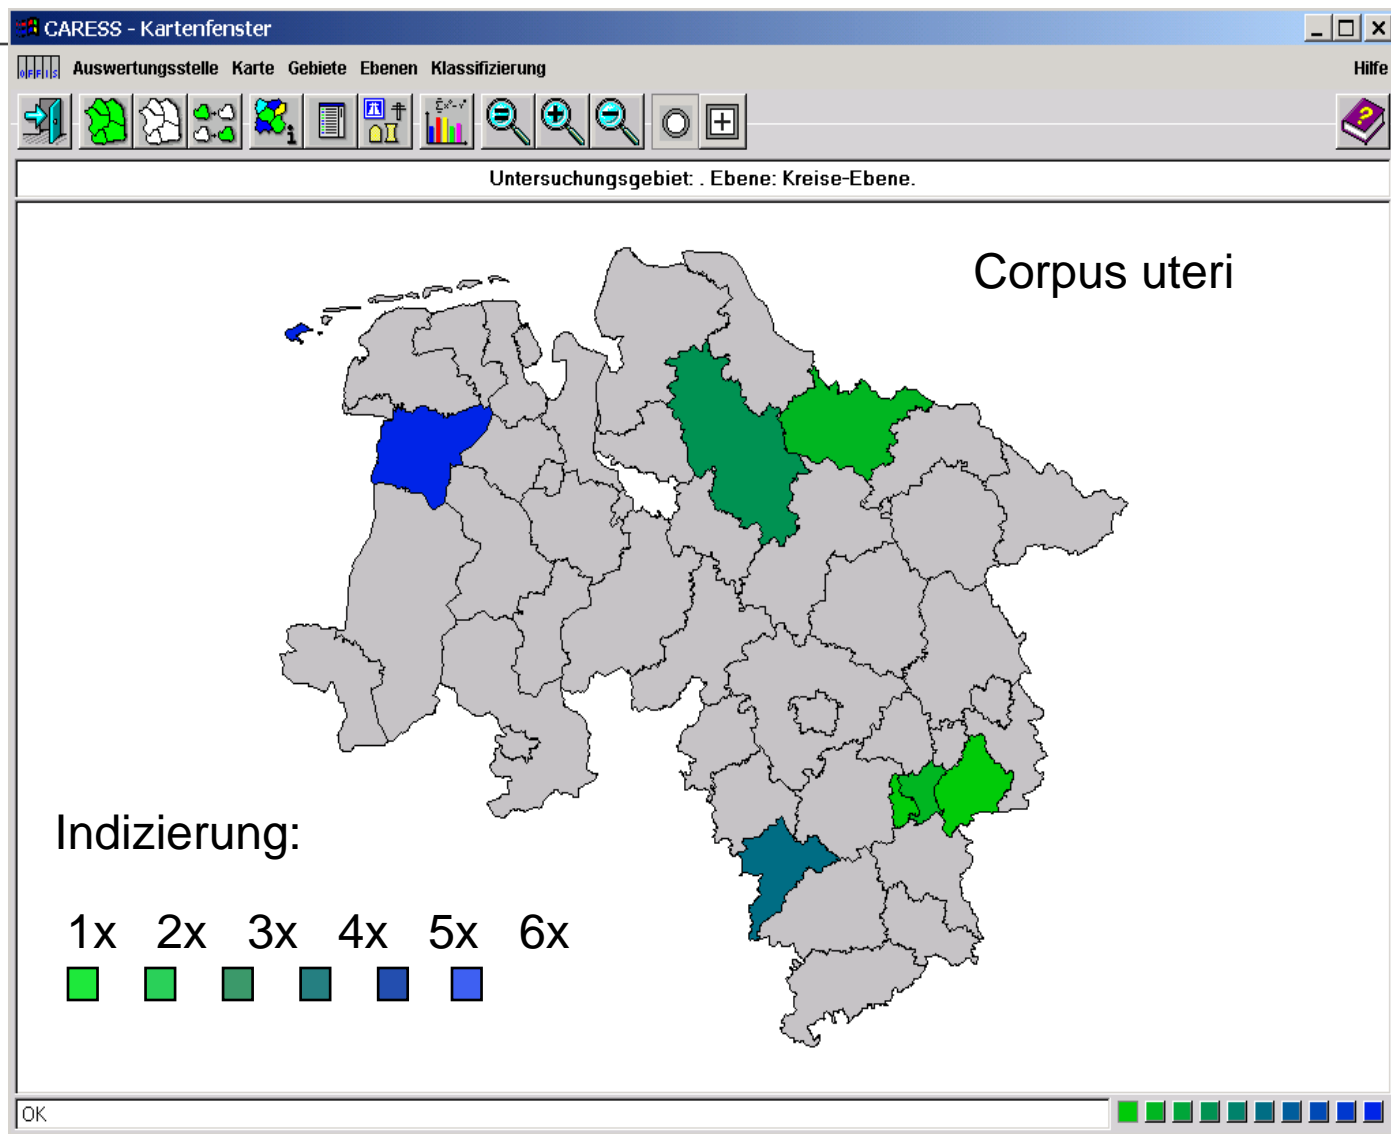 CARESS - Kartenfenster
OFFIS Auswertungsstelle Karte Gebiete Ebenen Klassifizierung Hilfe
Untersuchungsgebiet: . Ebene: Kreise-Ebene.
Corpus uteri
Indizierung:
1x 2x 3x 4x 5x 6x
OK